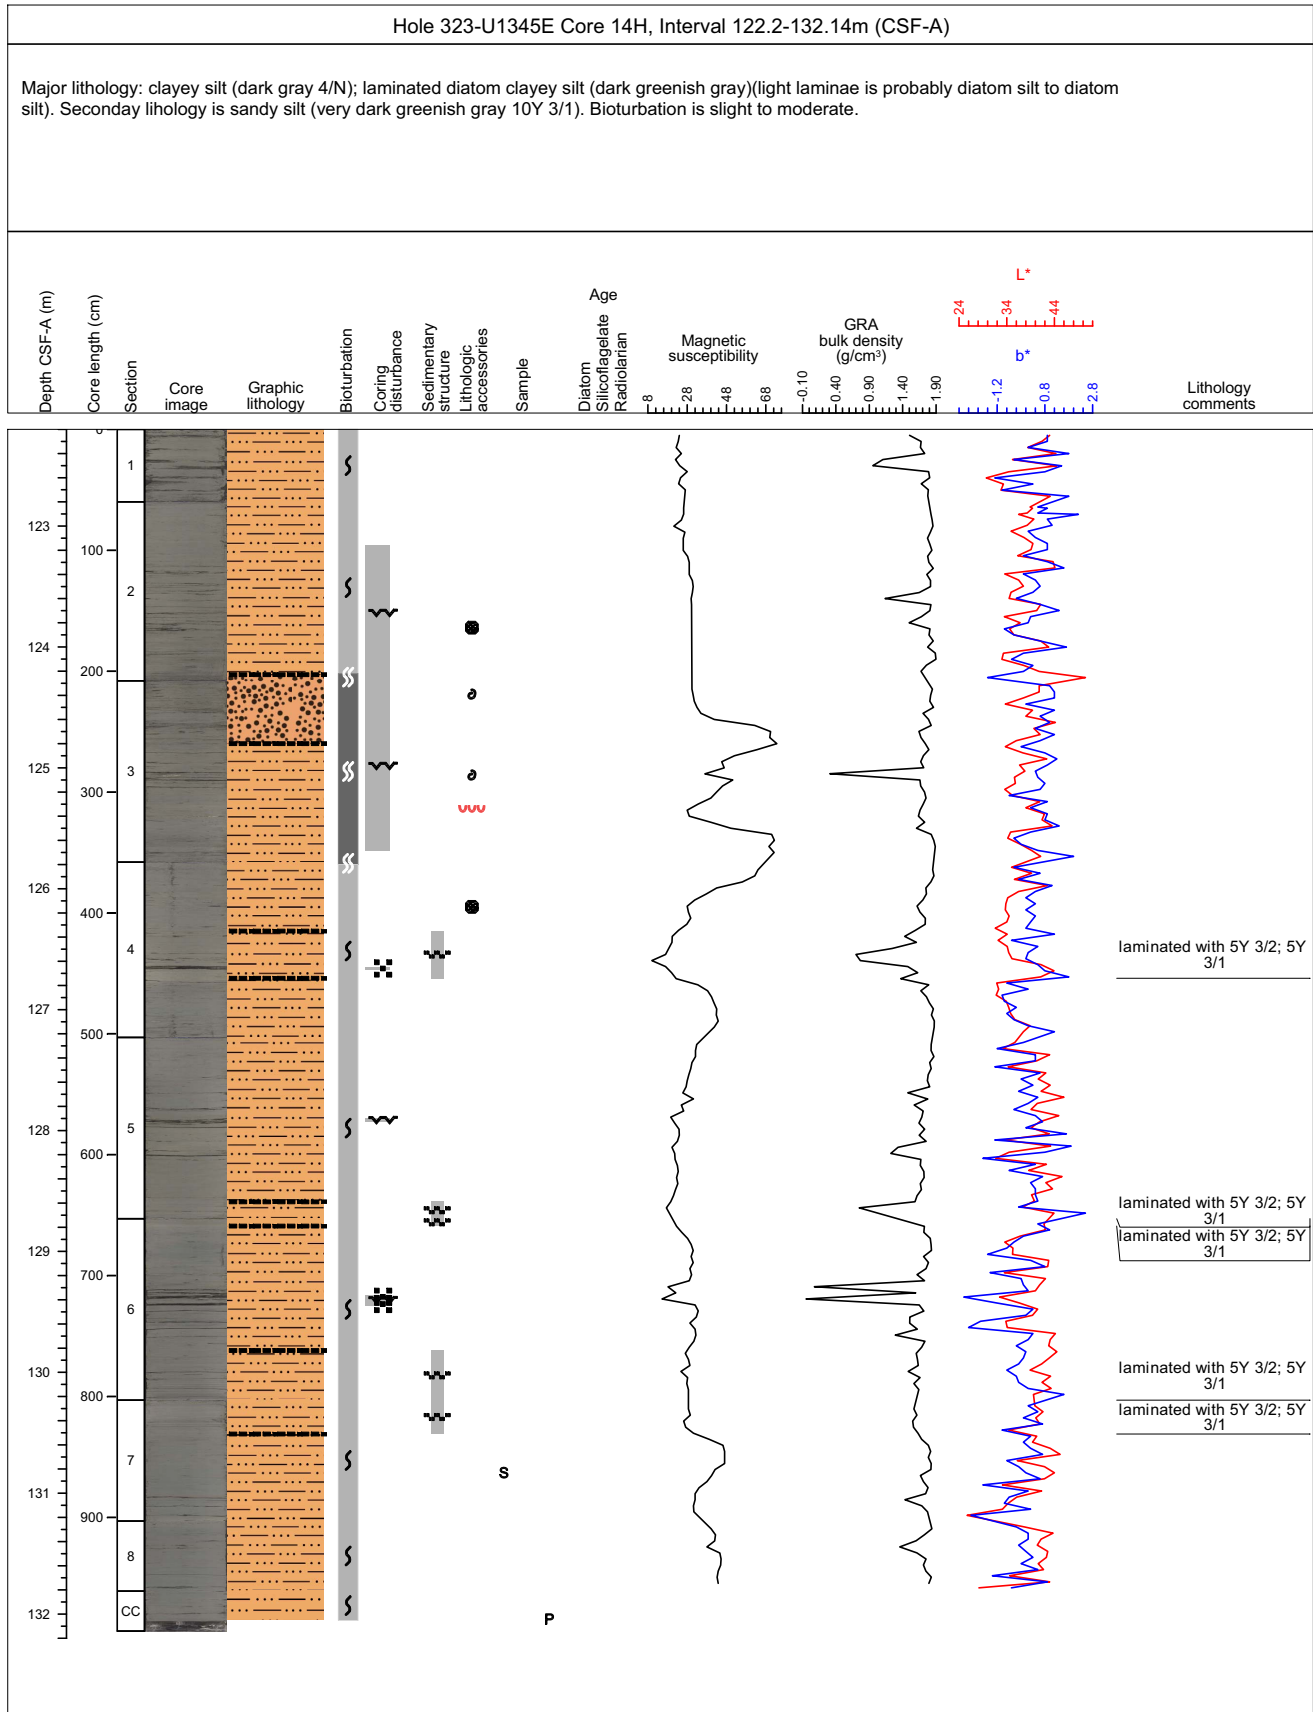 Hole 323-U1345E Core 14H, Interval 122.2-132.14m (CSF-A)
Major lithology: clayey silt (dark gray 4/N); laminated diatom clayey silt (dark greenish gray)(light laminae is probably diatom silt to diatom
silt). Seconday lihology is sandy silt (very dark greenish gray 10Y 3/1). Bioturbation is slight to moderate.
Depth CSF-A (m)
Core length (cm)
Section
Core
image
Graphic
lithology
Bioturbation
Coring
disturbance
Sedimentary
structure
Lithologic
accessories
Sample
Age
Diatom
Silicoflagelate
Radiolarian
Magnetic
susceptibility
8 28 48 68
GRA
bulk density
(g/cm³)
-0.10 0.40 0.90 1.40 1.90
L*
24 34 44
b*
-1.2 0.8 2.8
Lithology
comments
1
123
100
2
124
200
125
3
300
126
400
4
laminated with 5Y 3/2; 5Y
3/1
127
500
128
5
600
laminated with 5Y 3/2; 5Y
3/1
laminated with 5Y 3/2; 5Y
3/1
129
700
6
130
laminated with 5Y 3/2; 5Y
3/1
800
laminated with 5Y 3/2; 5Y
3/1
7
S
131
900
8
CC
132
P